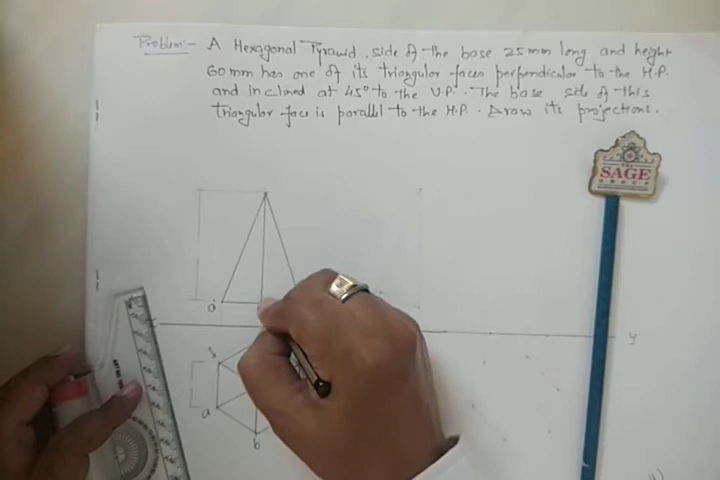 Problem:- A Hexagonal Pyramid, side of the base 25mm long and height
60mm has one of its triangular faces perpendicular to the H.P.
and inclined at 45° to the V.P. The base side of this
triangular face is parallel to the H.P. Draw its projections.
SAGE
a'
y
f
a
b